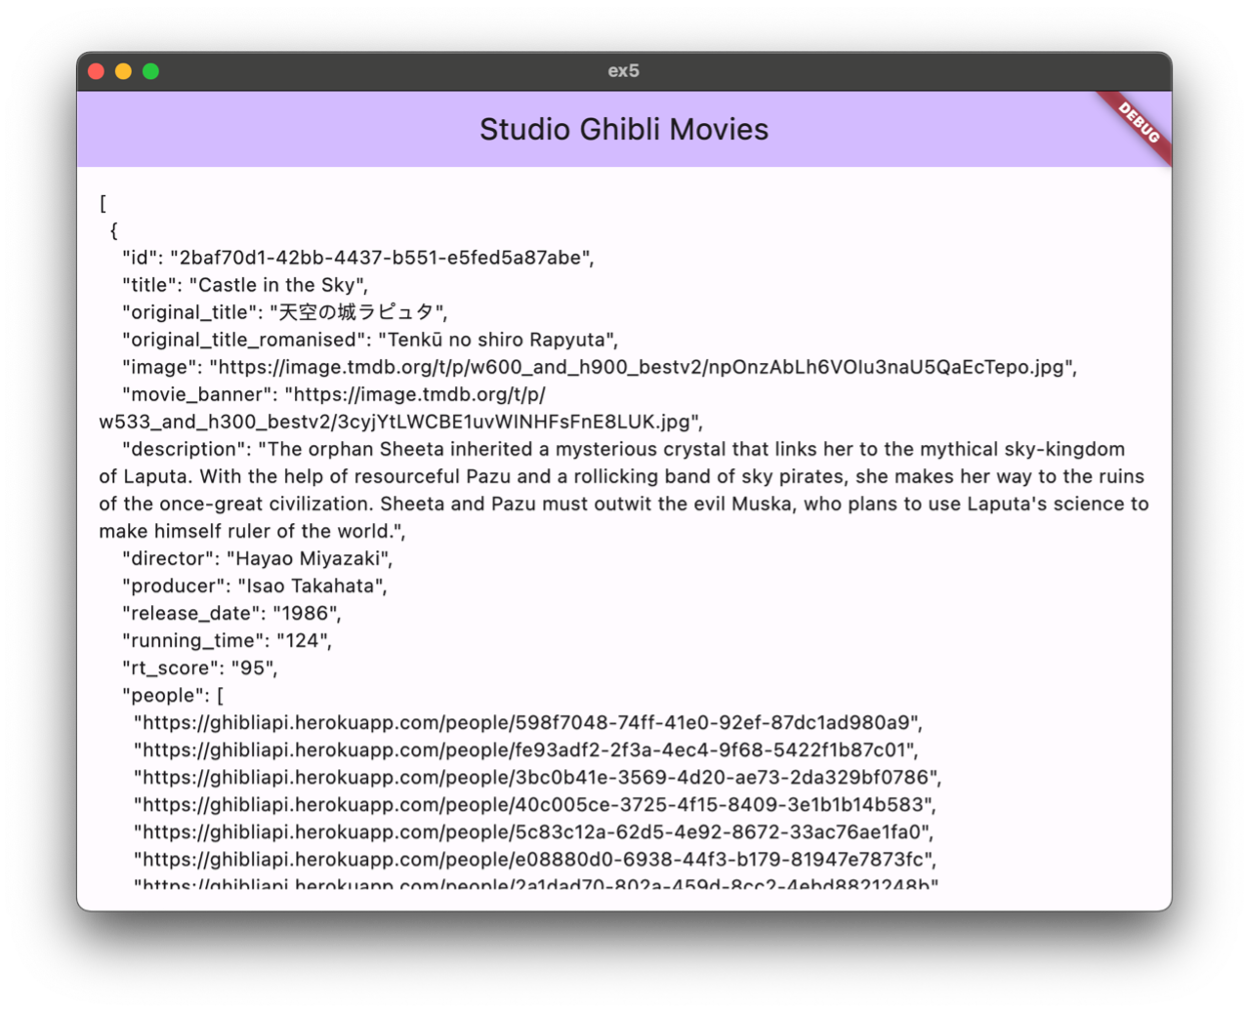 ex5
Studio Ghibli Movies
DEBUG
[
{
"id": "2baf70d1-42bb-4437-b551-e5fed5a87abe",
"title": "Castle in the Sky",
"original_title": "天空の城ラピュタ",
"original_title_romanised": "Tenkū no shiro Rapyuta",
"image": "https://image.tmdb.org/t/p/w600_and_h900_bestv2/npOnzAbLh6VOIu3naU5QaEcTepo.jpg",
"movie_banner": "https://image.tmdb.org/t/p/
w533_and_h300_bestv2/3cyjYtLWCBE1uvWINHFsFnE8LUK.jpg",
"description": "The orphan Sheeta inherited a mysterious crystal that links her to the mythical sky-kingdom
of Laputa. With the help of resourceful Pazu and a rollicking band of sky pirates, she makes her way to the ruins
of the once-great civilization. Sheeta and Pazu must outwit the evil Muska, who plans to use Laputa's science to
make himself ruler of the world.",
"director": "Hayao Miyazaki",
"producer": "Isao Takahata",
"release_date": "1986",
"running_time": "124",
"rt_score": "95",
"people": [
"https://ghibliapi.herokuapp.com/people/598f7048-74ff-41e0-92ef-87dc1ad980a9",
"https://ghibliapi.herokuapp.com/people/fe93adf2-2f3a-4ec4-9f68-5422f1b87c01",
"https://ghibliapi.herokuapp.com/people/3bc0b41e-3569-4d20-ae73-2da329bf0786",
"https://ghibliapi.herokuapp.com/people/40c005ce-3725-4f15-8409-3e1b1b14b583",
"https://ghibliapi.herokuapp.com/people/5c83c12a-62d5-4e92-8672-33ac76ae1fa0",
"https://ghibliapi.herokuapp.com/people/e08880d0-6938-44f3-b179-81947e7873fc",
"https://ghibliapi.herokuapp.com/people/2a1dad70-802a-459d-8cc2-4ebd8821248b"